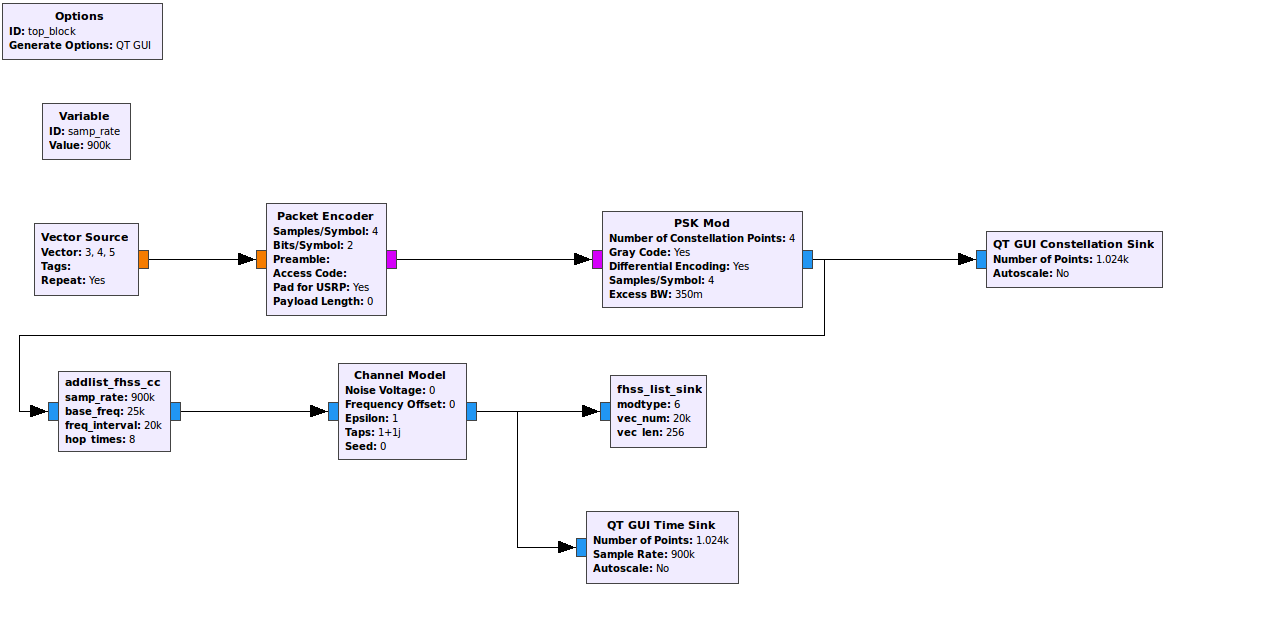 Options
ID: top_block
Generate Options: QT GUI
Variable
ID: samp_rate
Value: 900k
Vector Source
Vector: 3, 4, 5
Tags:
Repeat: Yes
Packet Encoder
Samples/Symbol: 4
Bits/Symbol: 2
Preamble:
Access Code:
Pad for USRP: Yes
Payload Length: 0
PSK Mod
Number of Constellation Points: 4
Gray Code: Yes
Differential Encoding: Yes
Samples/Symbol: 4
Excess BW: 350m
QT GUI Constellation Sink
Number of Points: 1.024k
Autoscale: No
addlist_fhss_cc
samp_rate: 900k
base_freq: 25k
freq_interval: 20k
hop_times: 8
Channel Model
Noise Voltage: 0
Frequency Offset: 0
Epsilon: 1
Taps: 1+1j
Seed: 0
fhss_list_sink
modtype: 6
vec_num: 20k
vec_len: 256
QT GUI Time Sink
Number of Points: 1.024k
Sample Rate: 900k
Autoscale: No